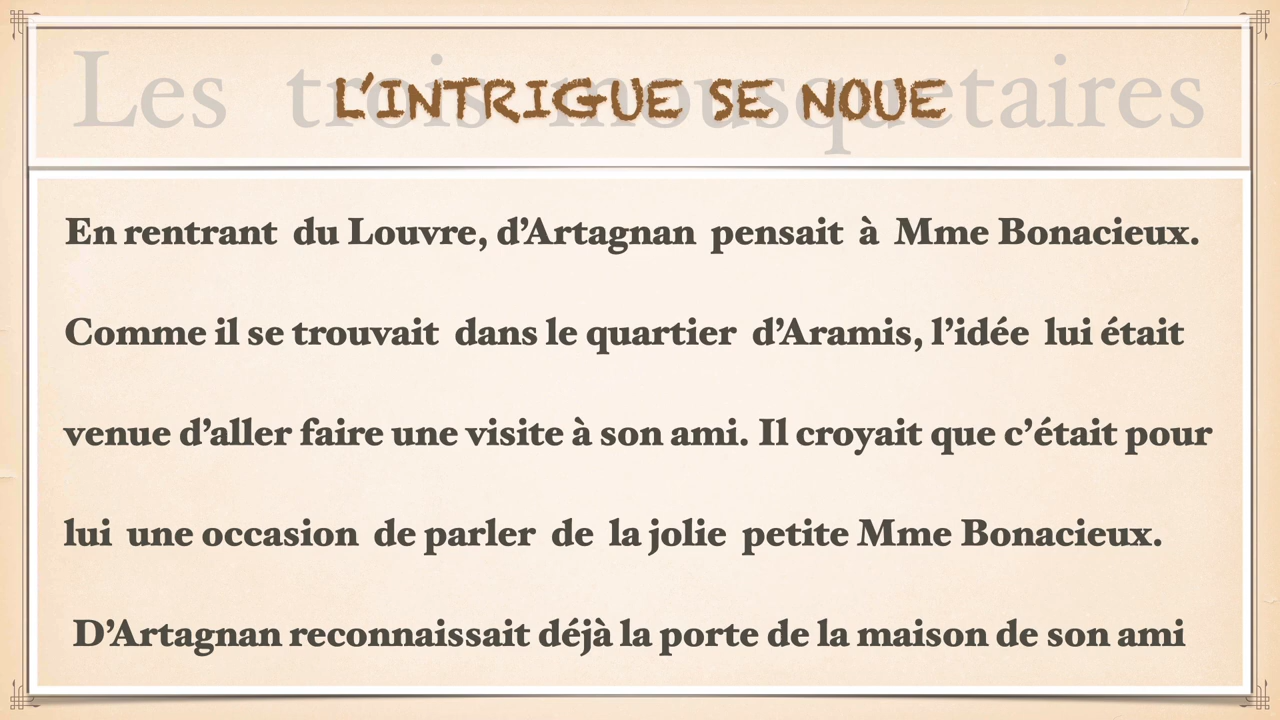 Les trois mousquetaires
L’INTRIGUE SE NOUE
En rentrant du Louvre, d’Artagnan pensait à Mme Bonacieux.
Comme il se trouvait dans le quartier d’Aramis, l’idée lui était
venue d’aller faire une visite à son ami. Il croyait que c’était pour
lui une occasion de parler de la jolie petite Mme Bonacieux.
D’Artagnan reconnaissait déjà la porte de la maison de son ami